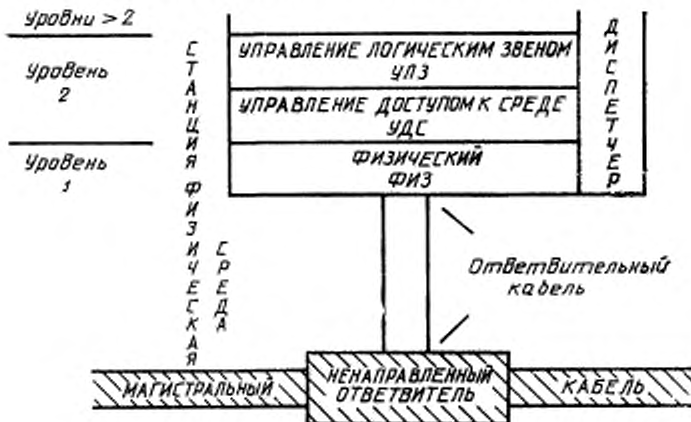 Уровни > 2
Уровень
2
Уровень
1
СТАНЦИЯ
ФИЗИЧЕСКАЯ
СРЕДА
УПРАВЛЕНИЕ ЛОГИЧЕСКИМ ЗВЕНОМ
УЛЗ
УПРАВЛЕНИЕ ДОСТУПОМ К СРЕДЕ
УДС
ФИЗИЧЕСКИЙ
ФИЗ
ДИСПЕТЧЕР
Ответвительный
кабель
МАГИСТРАЛЬНЫЙ
НЕНАПРАВЛЕННЫЙ
ОТВЕТВИТЕЛЬ
КАБЕЛЬ